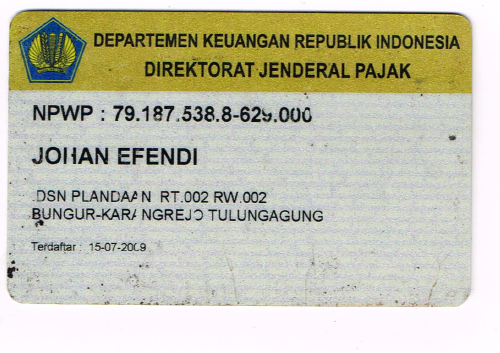 DEPARTEMEN KEUANGAN REPUBLIK INDONESIA
DIREKTORAT JENDERAL PAJAK
NPWP : 79.187.538.8-629.000
JOHAN EFENDI
DSN PLANDAAN RT.002 RW.002
BUNGUR-KARANGREJO TULUNGAGUNG
Terdaftar : 15-07-2009